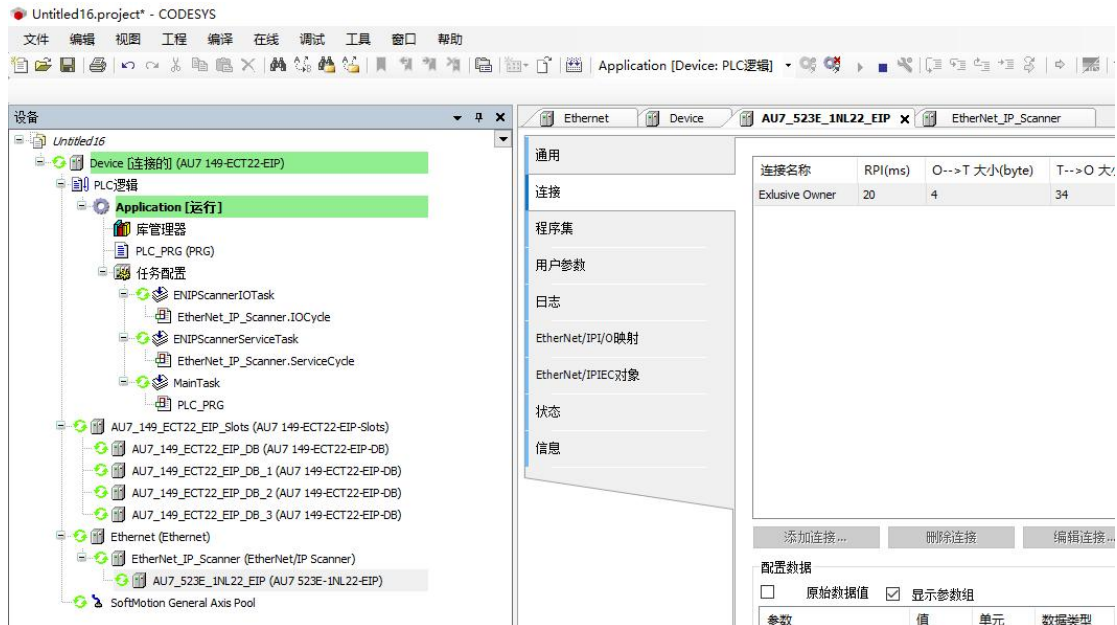 Untitled16.project* - CODESYS
文件 编辑 视图 工程 编译 在线 调试 工具 窗口 帮助
Application [Device: PLC逻辑]
设备
Untitled16
Device [连接的] (AU7 149-ECT22-EIP)
PLC逻辑
Application [运行]
库管理器
PLC_PRG (PRG)
任务配置
ENIPScannerIOTask
EtherNet_IP_Scanner.IOCycle
ENIPScannerServiceTask
EtherNet_IP_Scanner.ServiceCycle
MainTask
PLC_PRG
AU7_149_ECT22_EIP_Slots (AU7 149-ECT22-EIP-Slots)
AU7_149_ECT22_EIP_DB (AU7 149-ECT22-EIP-DB)
AU7_149_ECT22_EIP_DB_1 (AU7 149-ECT22-EIP-DB)
AU7_149_ECT22_EIP_DB_2 (AU7 149-ECT22-EIP-DB)
AU7_149_ECT22_EIP_DB_3 (AU7 149-ECT22-EIP-DB)
Ethernet (Ethernet)
EtherNet_IP_Scanner (EtherNet/IP Scanner)
AU7_523E_1NL22_EIP (AU7 523E-1NL22-EIP)
SoftMotion General Axis Pool
Ethernet Device AU7_523E_1NL22_EIP EtherNet_IP_Scanner
通用
连接
程序集
用户参数
日志
EtherNet/IPI/O映射
EtherNet/IPIEC对象
状态
信息
连接名称 RPI(ms) O-->T 大小(byte) T-->O 大
Exlusive Owner 20 4 34
添加连接... 删除连接 编辑连接...
配置数据
原始数据值 显示参数组
参数 值 单元 数据类型